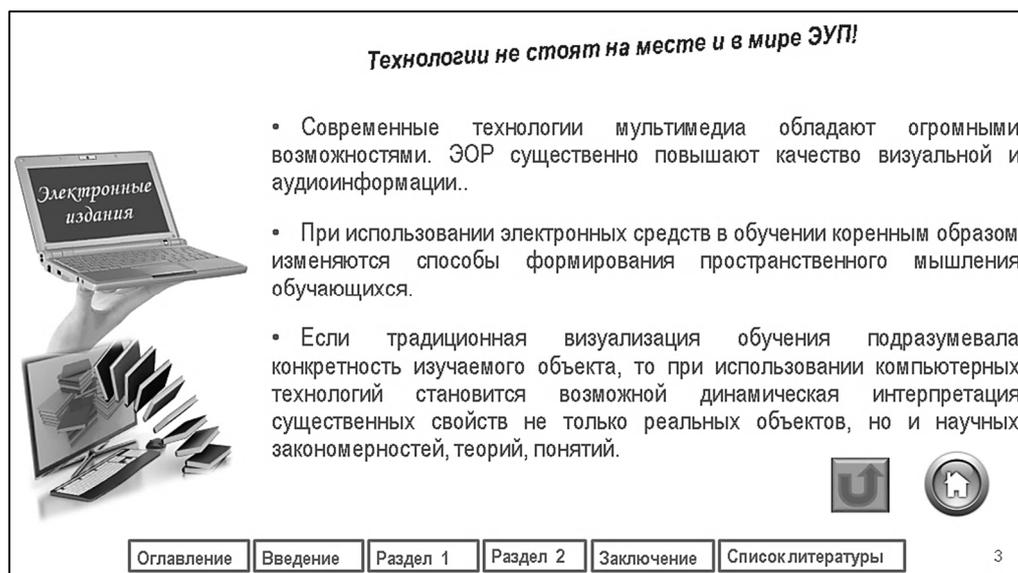 Технологии не стоят на месте и в мире ЭУП!
• Современные технологии мультимедиа обладают огромными
возможностями. ЭОР существенно повышают качество визуальной и
аудиоинформации..
Электронные
издания
• При использовании электронных средств в обучении коренным образом
изменяются способы формирования пространственного мышления
обучающихся.
• Если традиционная визуализация обучения подразумевала
конкретность изучаемого объекта, то при использовании компьютерных
технологий становится возможной динамическая интерпретация
существенных свойств не только реальных объектов, но и научных
закономерностей, теорий, понятий.
Оглавление Введение Раздел 1 Раздел 2 Заключение Список литературы 3